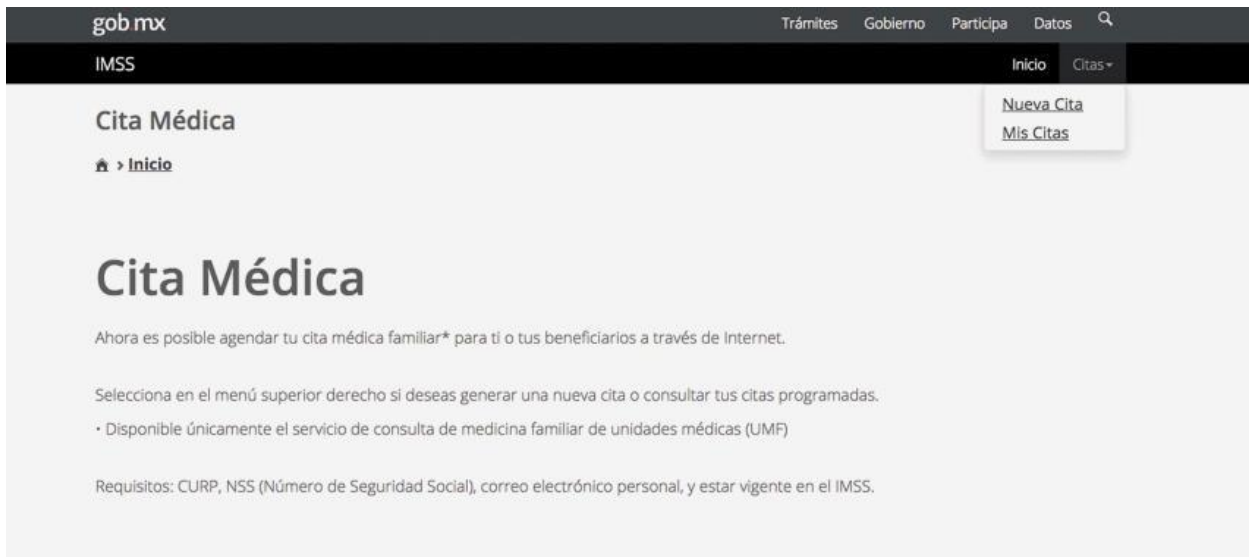 gob.mx
Trámites Gobierno Participa Datos
IMSS
Inicio Citas
Nueva Cita
Mis Citas
Cita Médica
> Inicio
Cita Médica
Ahora es posible agendar tu cita médica familiar* para ti o tus beneficiarios a través de Internet.
Selecciona en el menú superior derecho si deseas generar una nueva cita o consultar tus citas programadas.
• Disponible únicamente el servicio de consulta de medicina familiar de unidades médicas (UMF)
Requisitos: CURP, NSS (Número de Seguridad Social), correo electrónico personal, y estar vigente en el IMSS.